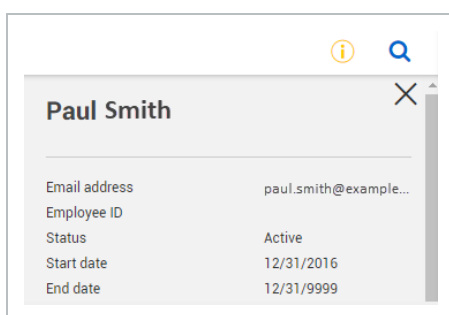 Paul Smith
Email address paul.smith@example...
Employee ID
Status Active
Start date 12/31/2016
End date 12/31/9999